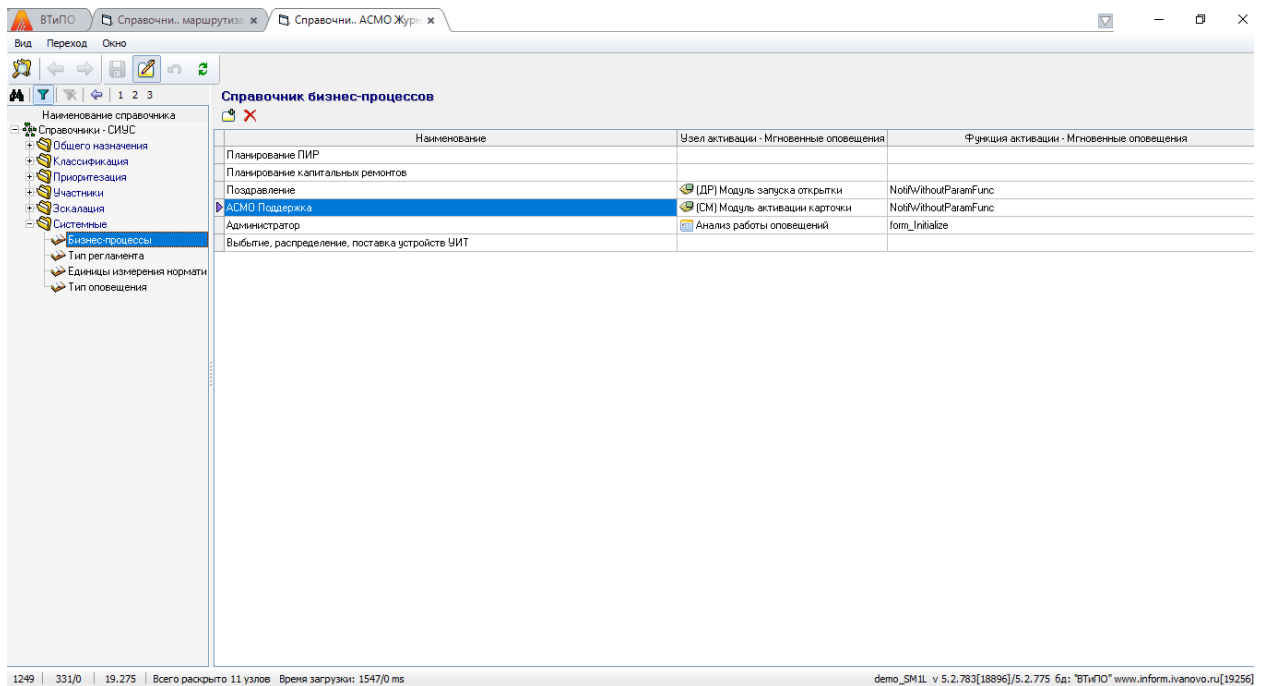 ВТиПО Справочни.. маршрутиза Справочни.. АСМО Журн
Вид Переход Окно
1 2 3
Справочник бизнес-процессов
Наименование справочника
Справочники - СИУС
Общего назначения
Классификация
Приоритезация
Участники
Эскалация
Системные
Бизнес-процессы
Тип регламента
Единицы измерения нормати
Тип оповещения
Наименование Узел активации - Мгновенные оповещения Функция активации - Мгновенные оповещения
Планирование ПИР
Планирование капитальных ремонтов
Поздравление (ДР) Модуль запуска открытки NotifWithoutParamFunc
АСМО Поддержка (СМ) Модуль активации карточки NotifWithoutParamFunc
Администратор Анализ работы оповещений form_Initialize
Выбытие, распределение, поставка устройств УИТ
1249 331/0 19.275 Всего раскрыто 11 узлов Время загрузки: 1547/0 ms demo_SM1L v 5.2.783[18896]/5.2.775 бд: "ВТиПО" www.inform.ivanovo.ru[19256]